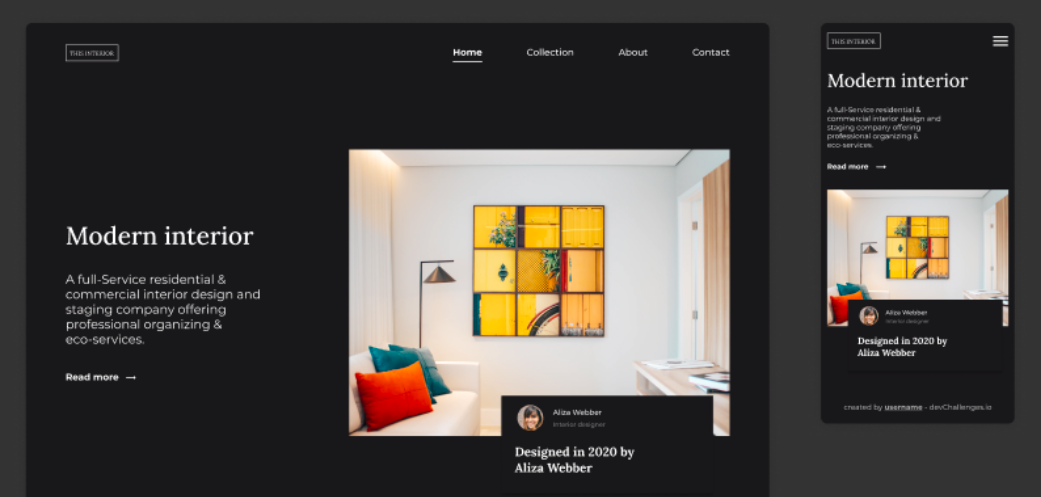 THIS INTERIOR
Home
Collection
About
Contact
Modern interior
A full-Service residential &
commercial interior design and
staging company offering
professional organizing &
eco-services.
Read more →
Aliza Webber
Interior designer
Designed in 2020 by
Aliza Webber
THIS INTERIOR
Modern interior
A full-Service residential &
commercial interior design and
staging company offering
professional organizing &
eco-services.
Read more →
Aliza Webber
Interior designer
Designed in 2020 by
Aliza Webber
created by username - devChallenges.io